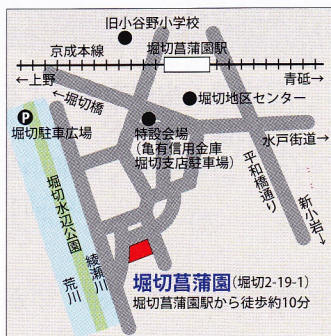 旧小谷野小学校
京成本線
堀切菖蒲園駅
←上野
青砥→
←堀切橋
堀切地区センター
P
堀切駐車広場
特設会場
(亀有信用金庫
堀切支店駐車場)
水戸街道→
平和橋通り
新小岩→
堀切水辺公園
綾瀬川
荒川
堀切菖蒲園(堀切2-19-1)
堀切菖蒲園駅から徒歩約10分